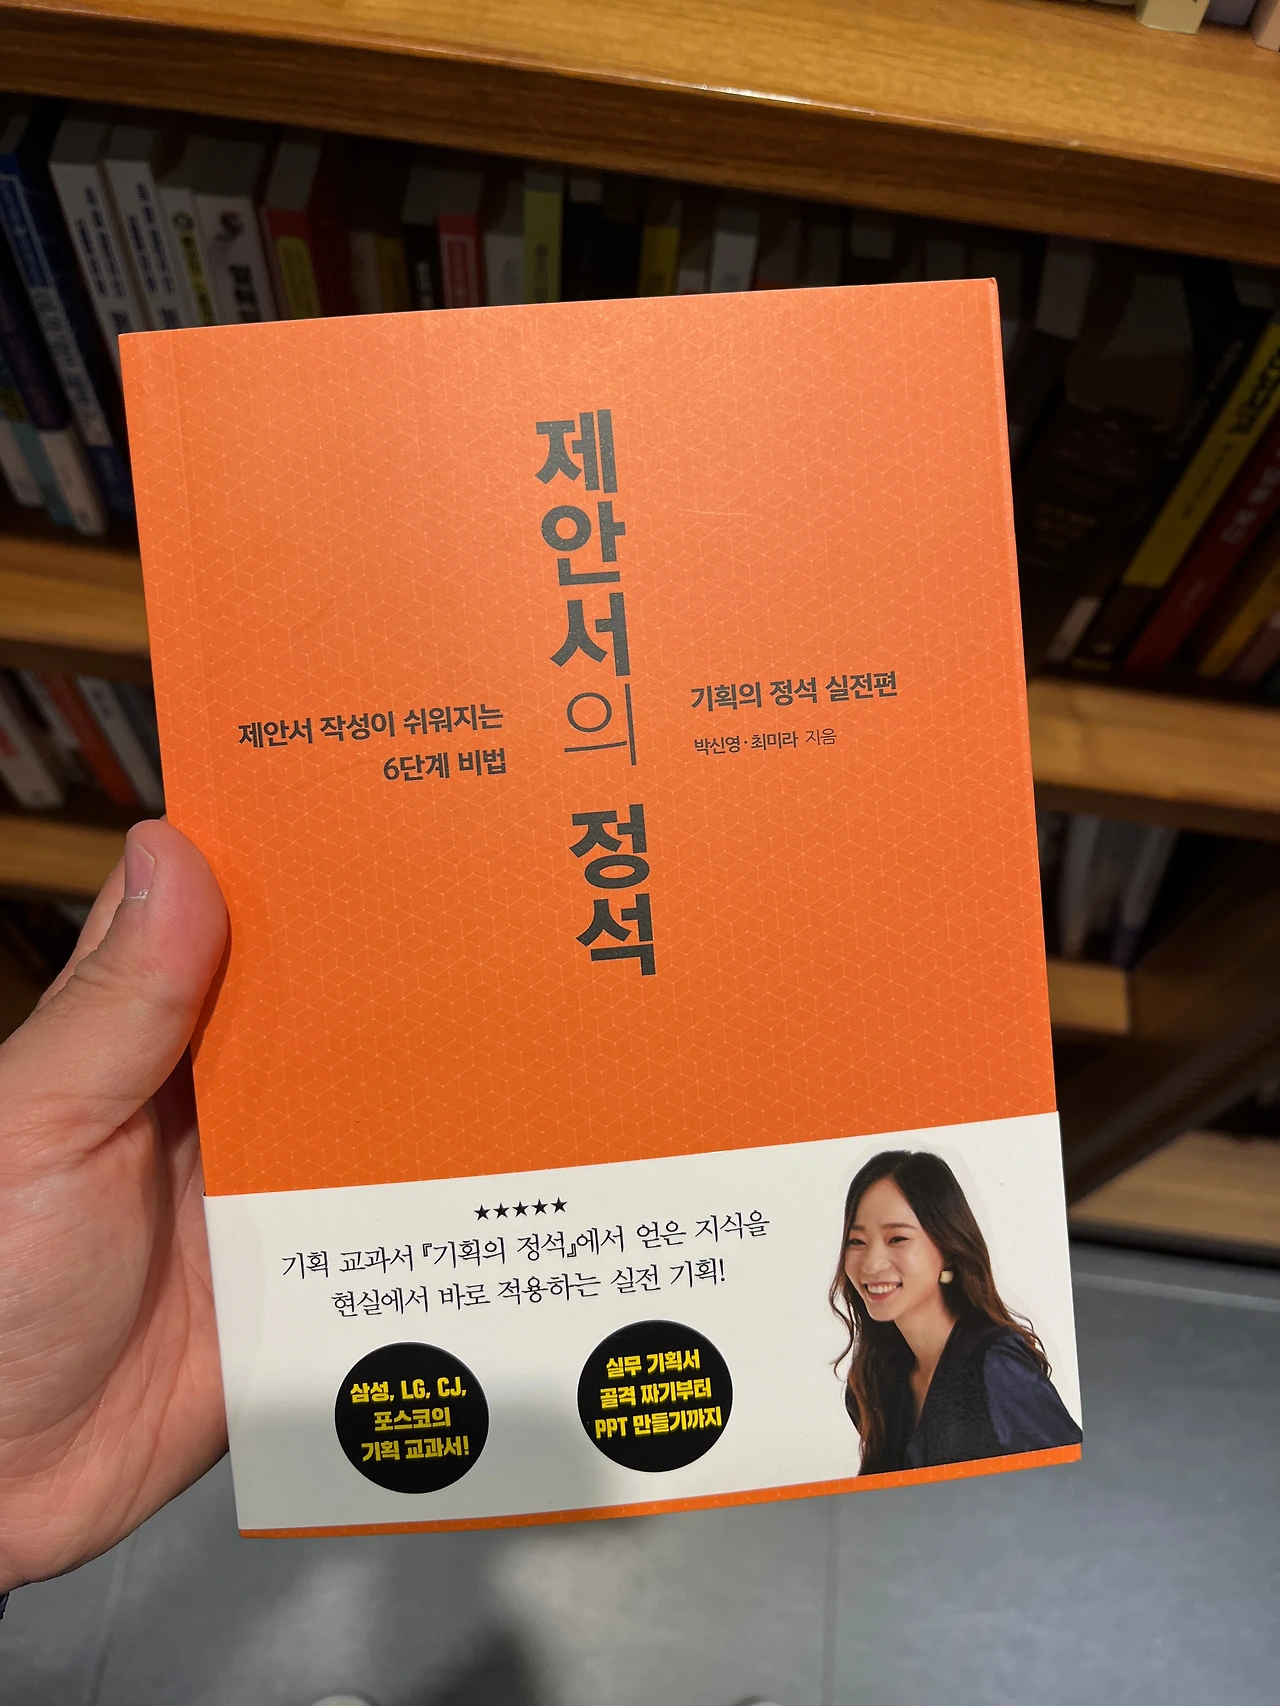 제안서의 정석
제안서 작성이 쉬워지는
6단계 비법
기획의 정석 실전편
박신영·최미라 지음
★★★★★
기획 교과서 『기획의 정석』에서 얻은 지식을
현실에서 바로 적용하는 실전 기획!
삼성, LG, CJ,
포스코의
기획 교과서!
실무 기획서
골격 짜기부터
PPT 만들기까지